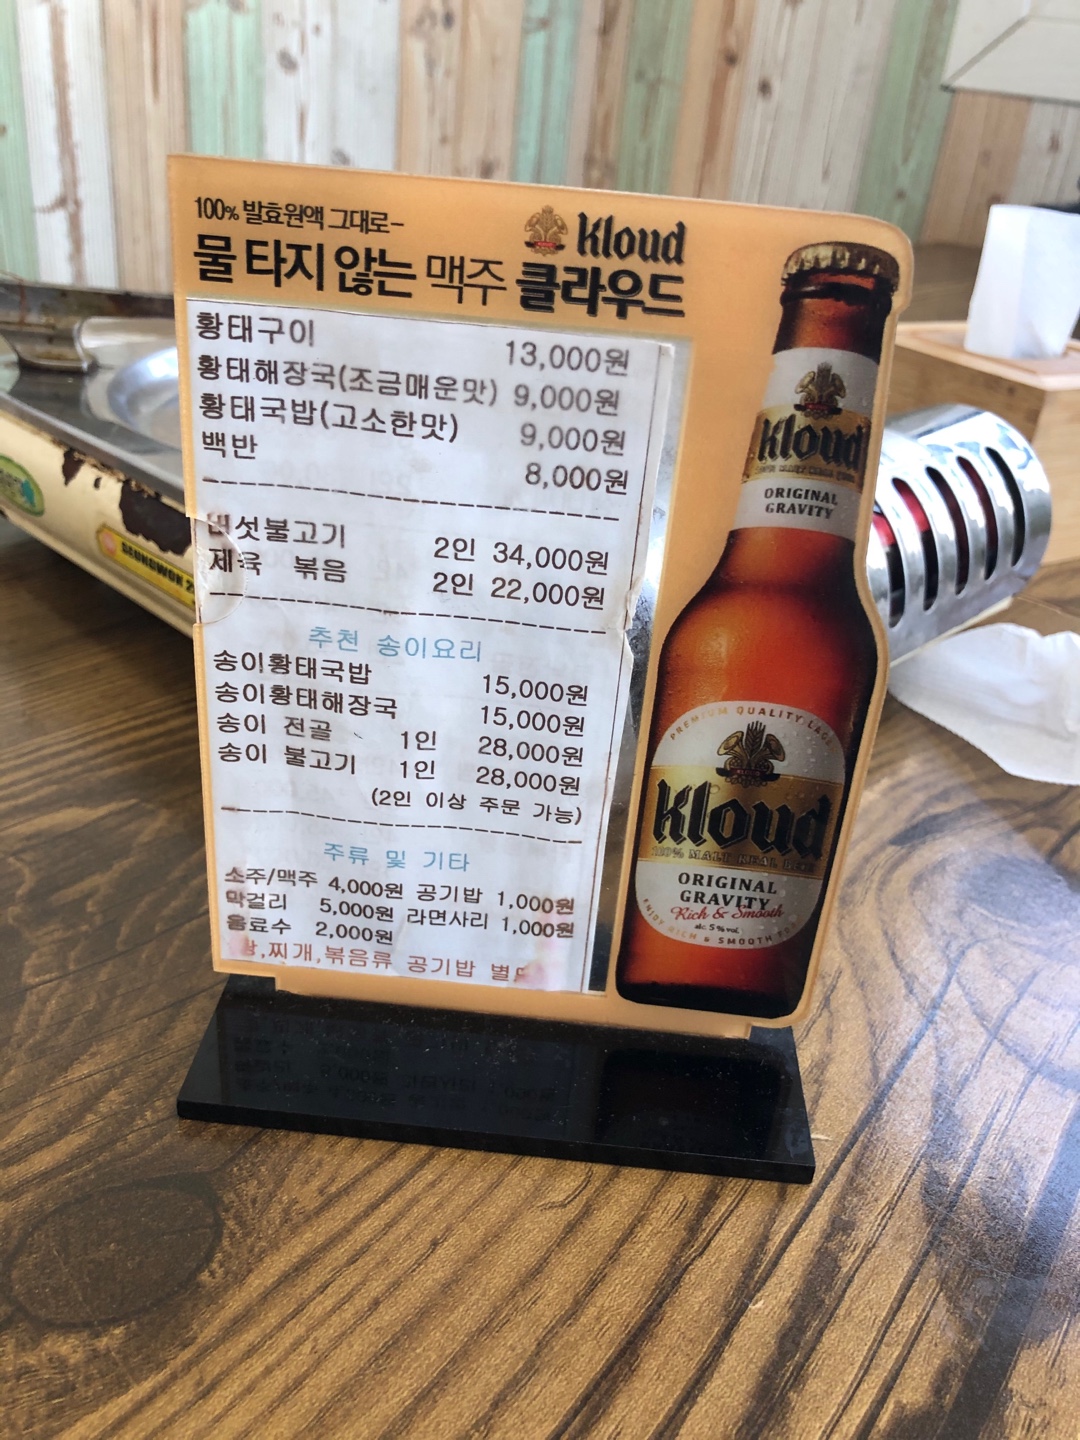 100% 발효원액 그대로~
Kloud
물 타지 않는 맥주 클라우드
황태구이 13,000원
황태해장국(조금매운맛) 9,000원
황태국밥(고소한맛) 9,000원
백반 8,000원
버섯불고기 2인 34,000원
제육 볶음 2인 22,000원
추천 송이요리
송이황태국밥 15,000원
송이황태해장국 15,000원
송이 전골 1인 28,000원
송이 불고기 1인 28,000원
(2인 이상 주문 가능)
주류 및 기타
소주/맥주 4,000원 공기밥 1,000원
막걸리 5,000원 라면사리 1,000원
음료수 2,000원
,찌개,볶음류 공기밥
Kloud
ORIGINAL
GRAVITY
PREMIUM QUALITY
Kloud
100% MALT REAL
ORIGINAL
GRAVITY
Rich & Smooth
alc. 5% vol.
ENJOY RICH & SMOOTH